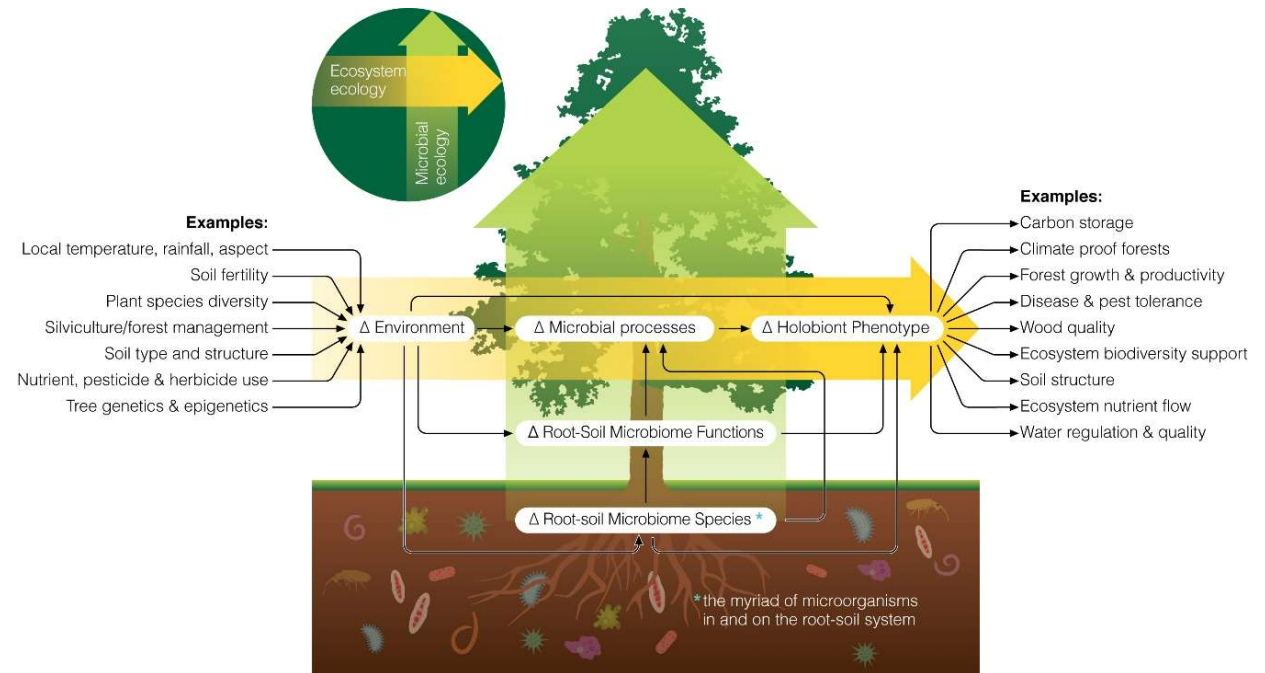 Ecosystem
ecology
Microbial
ecology
Examples:
Local temperature, rainfall, aspect
Soil fertility
Plant species diversity
Silviculture/forest management
Soil type and structure
Nutrient, pesticide & herbicide use
Tree genetics & epigenetics
Δ Environment
Δ Microbial processes
Δ Holobiont Phenotype
Δ Root-Soil Microbiome Functions
Δ Root-soil Microbiome Species *
Examples:
Carbon storage
Climate proof forests
Forest growth & productivity
Disease & pest tolerance
Wood quality
Ecosystem biodiversity support
Soil structure
Ecosystem nutrient flow
Water regulation & quality
*the myriad of microorganisms
in and on the root-soil system